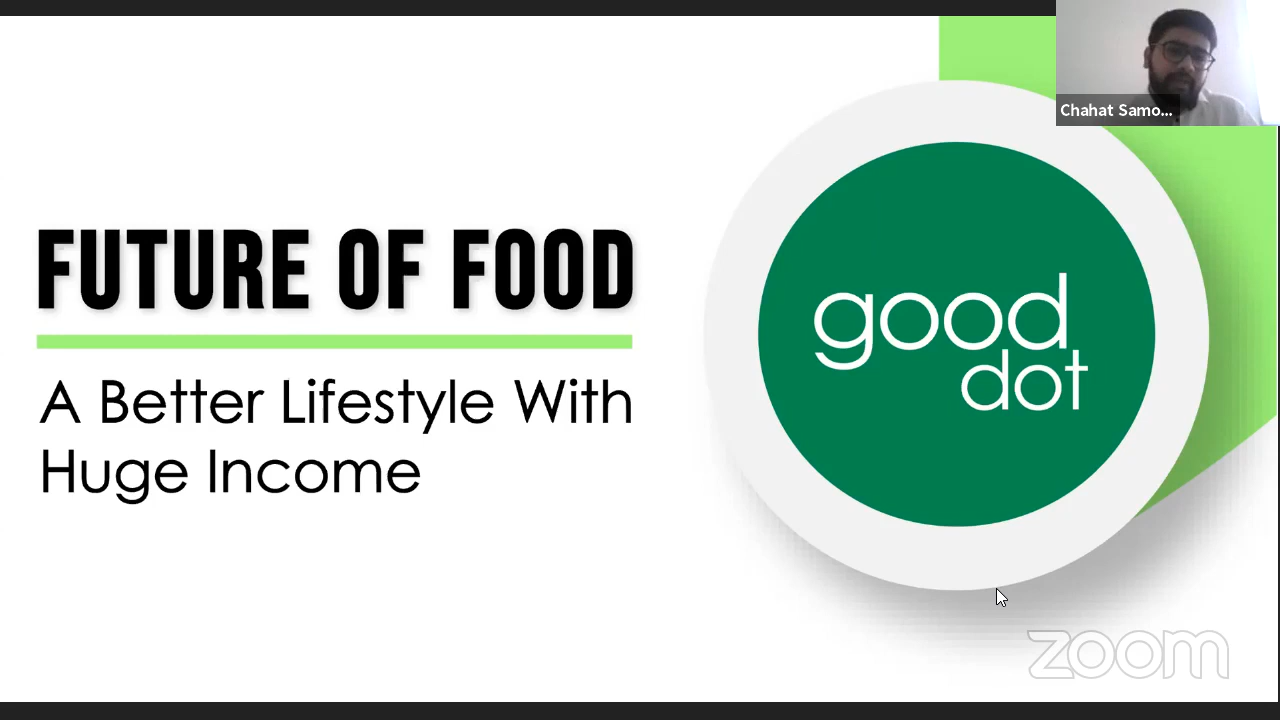 Chahat Samo...
FUTURE OF FOOD
A Better Lifestyle With
Huge Income
good
dot
zoom